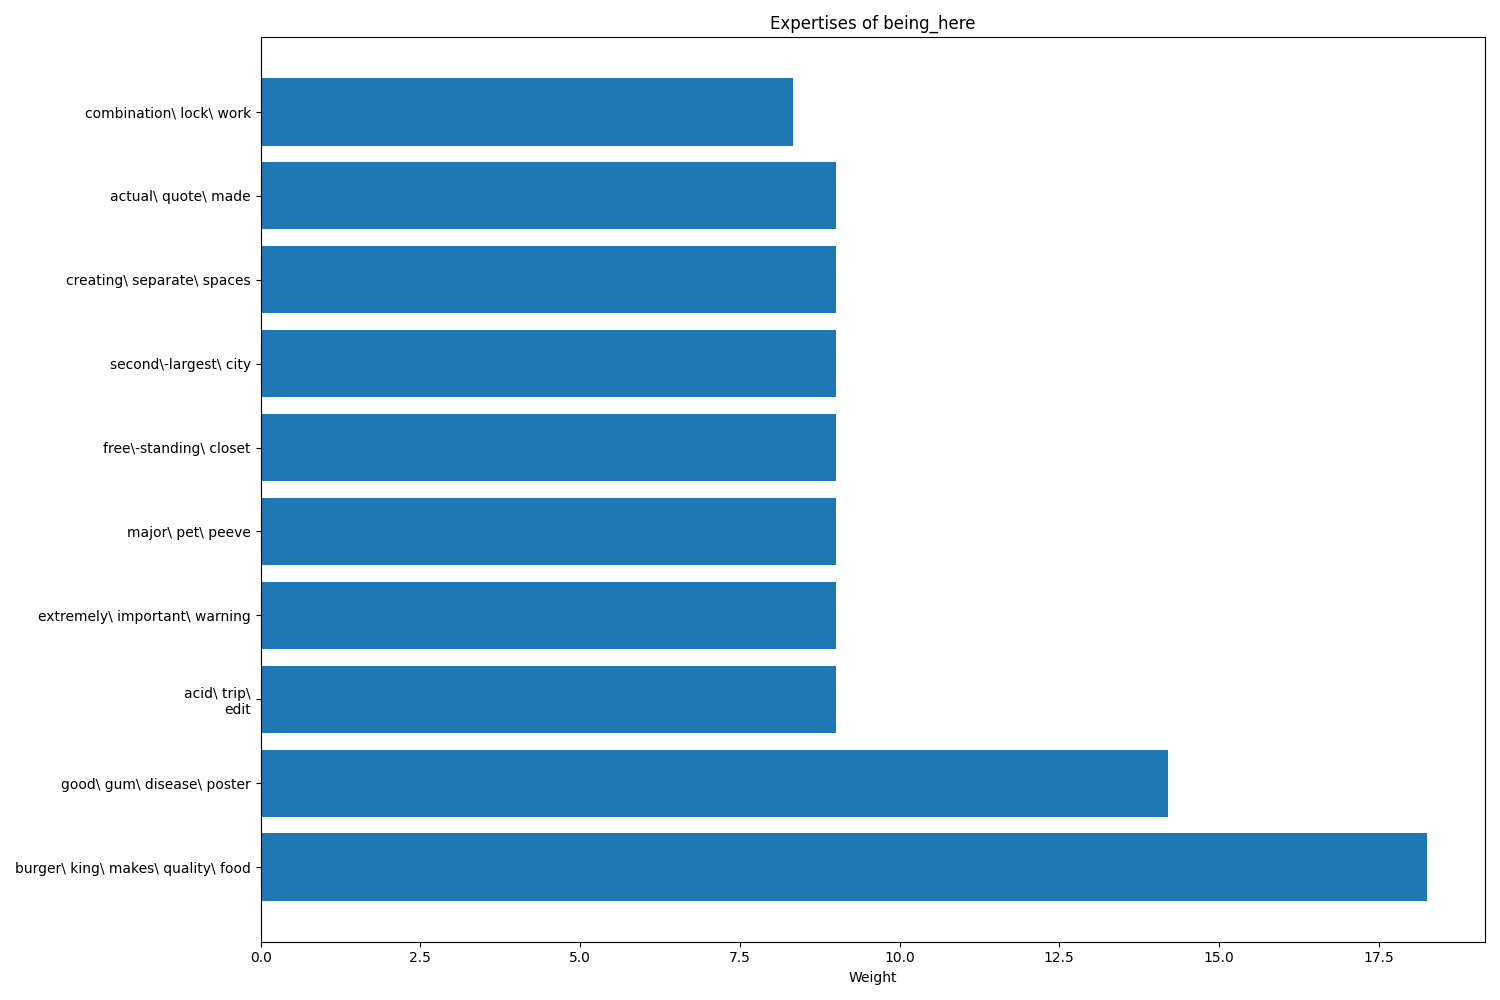 Expertises of being_here
combination\ lock\ work
actual\ quote\ made
creating\ separate\ spaces
second\-largest\ city
free\-standing\ closet
major\ pet\ peeve
extremely\ important\ warning
acid\ trip\
edit
good\ gum\ disease\ poster
burger\ king\ makes\ quality\ food
0.0 2.5 5.0 7.5 10.0 12.5 15.0 17.5
Weight